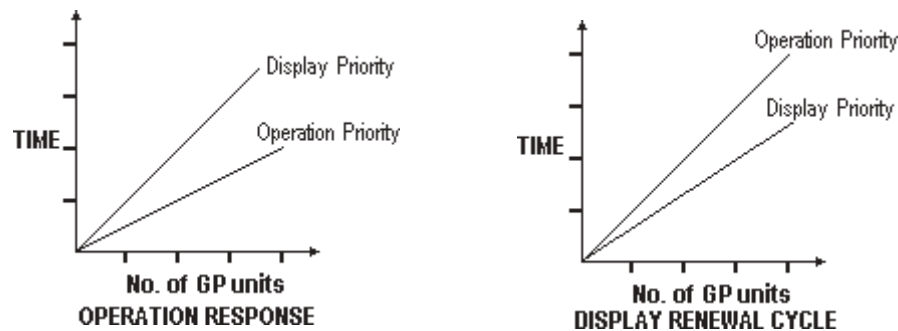 Display Priority
Operation Priority
TIME
No. of GP units
OPERATION RESPONSE
Operation Priority
Display Priority
TIME
No. of GP units
DISPLAY RENEWAL CYCLE